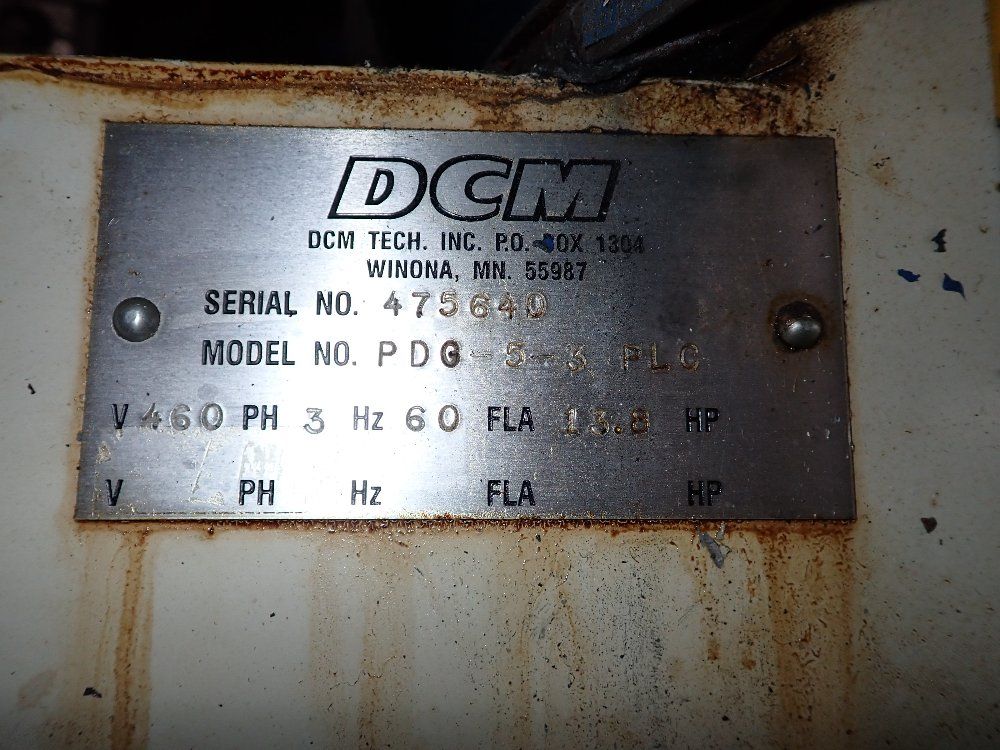 DCM
DCM TECH. INC. P.O. BOX 1304
WINONA, MN. 55987
SERIAL NO. 475640
MODEL NO. PDG-5-3 PLC
V 460 PH 3 Hz 60 FLA 13.8 HP
V PH Hz FLA HP